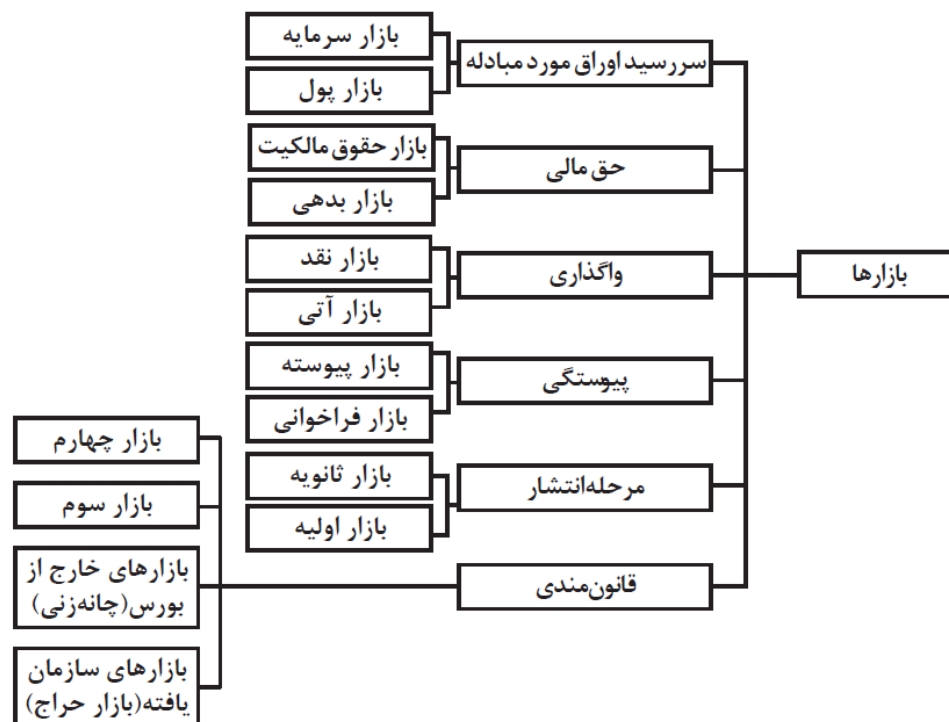 بازارها
سررسید اوراق مورد مبادله
بازار سرمایه
بازار پول
حق مالی
بازار حقوق مالکیت
بازار بدهی
واگذاری
بازار نقد
بازار آتی
پیوستگی
بازار پیوسته
بازار فراخوانی
مرحله‌انتشار
بازار ثانویه
بازار اولیه
قانون‌مندی
بازار چهارم
بازار سوم
بازارهای خارج از
بورس(چانه‌زنی)
بازارهای سازمان
یافته(بازار حراج)